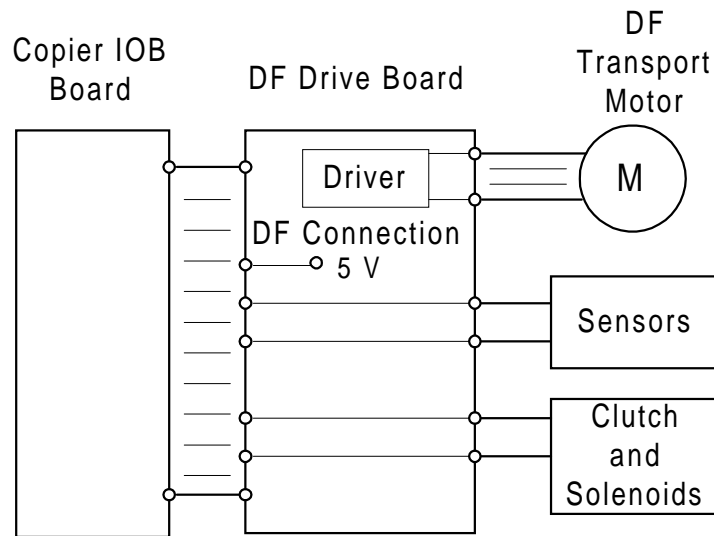 Copier IOB
Board
DF Drive Board
DF
Transport
Motor
Driver
M
DF Connection
5 V
Sensors
Clutch
and
Solenoids